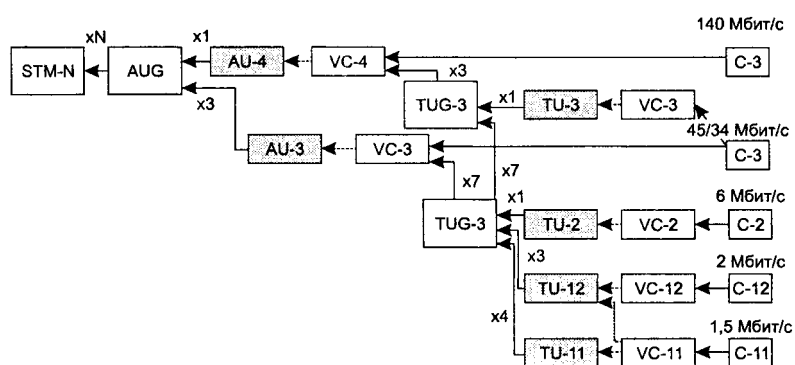 140 Мбит/с
xN
x1
STM-N
AUG
AU-4
VC-4
C-3
x3
x3
TUG-3
x1
TU-3
VC-3
45/34 Мбит/с
AU-3
VC-3
C-3
x7
x7
6 Мбит/с
x1
TUG-3
TU-2
VC-2
C-2
x3
2 Мбит/с
TU-12
VC-12
C-12
x4
1,5 Мбит/с
TU-11
VC-11
C-11